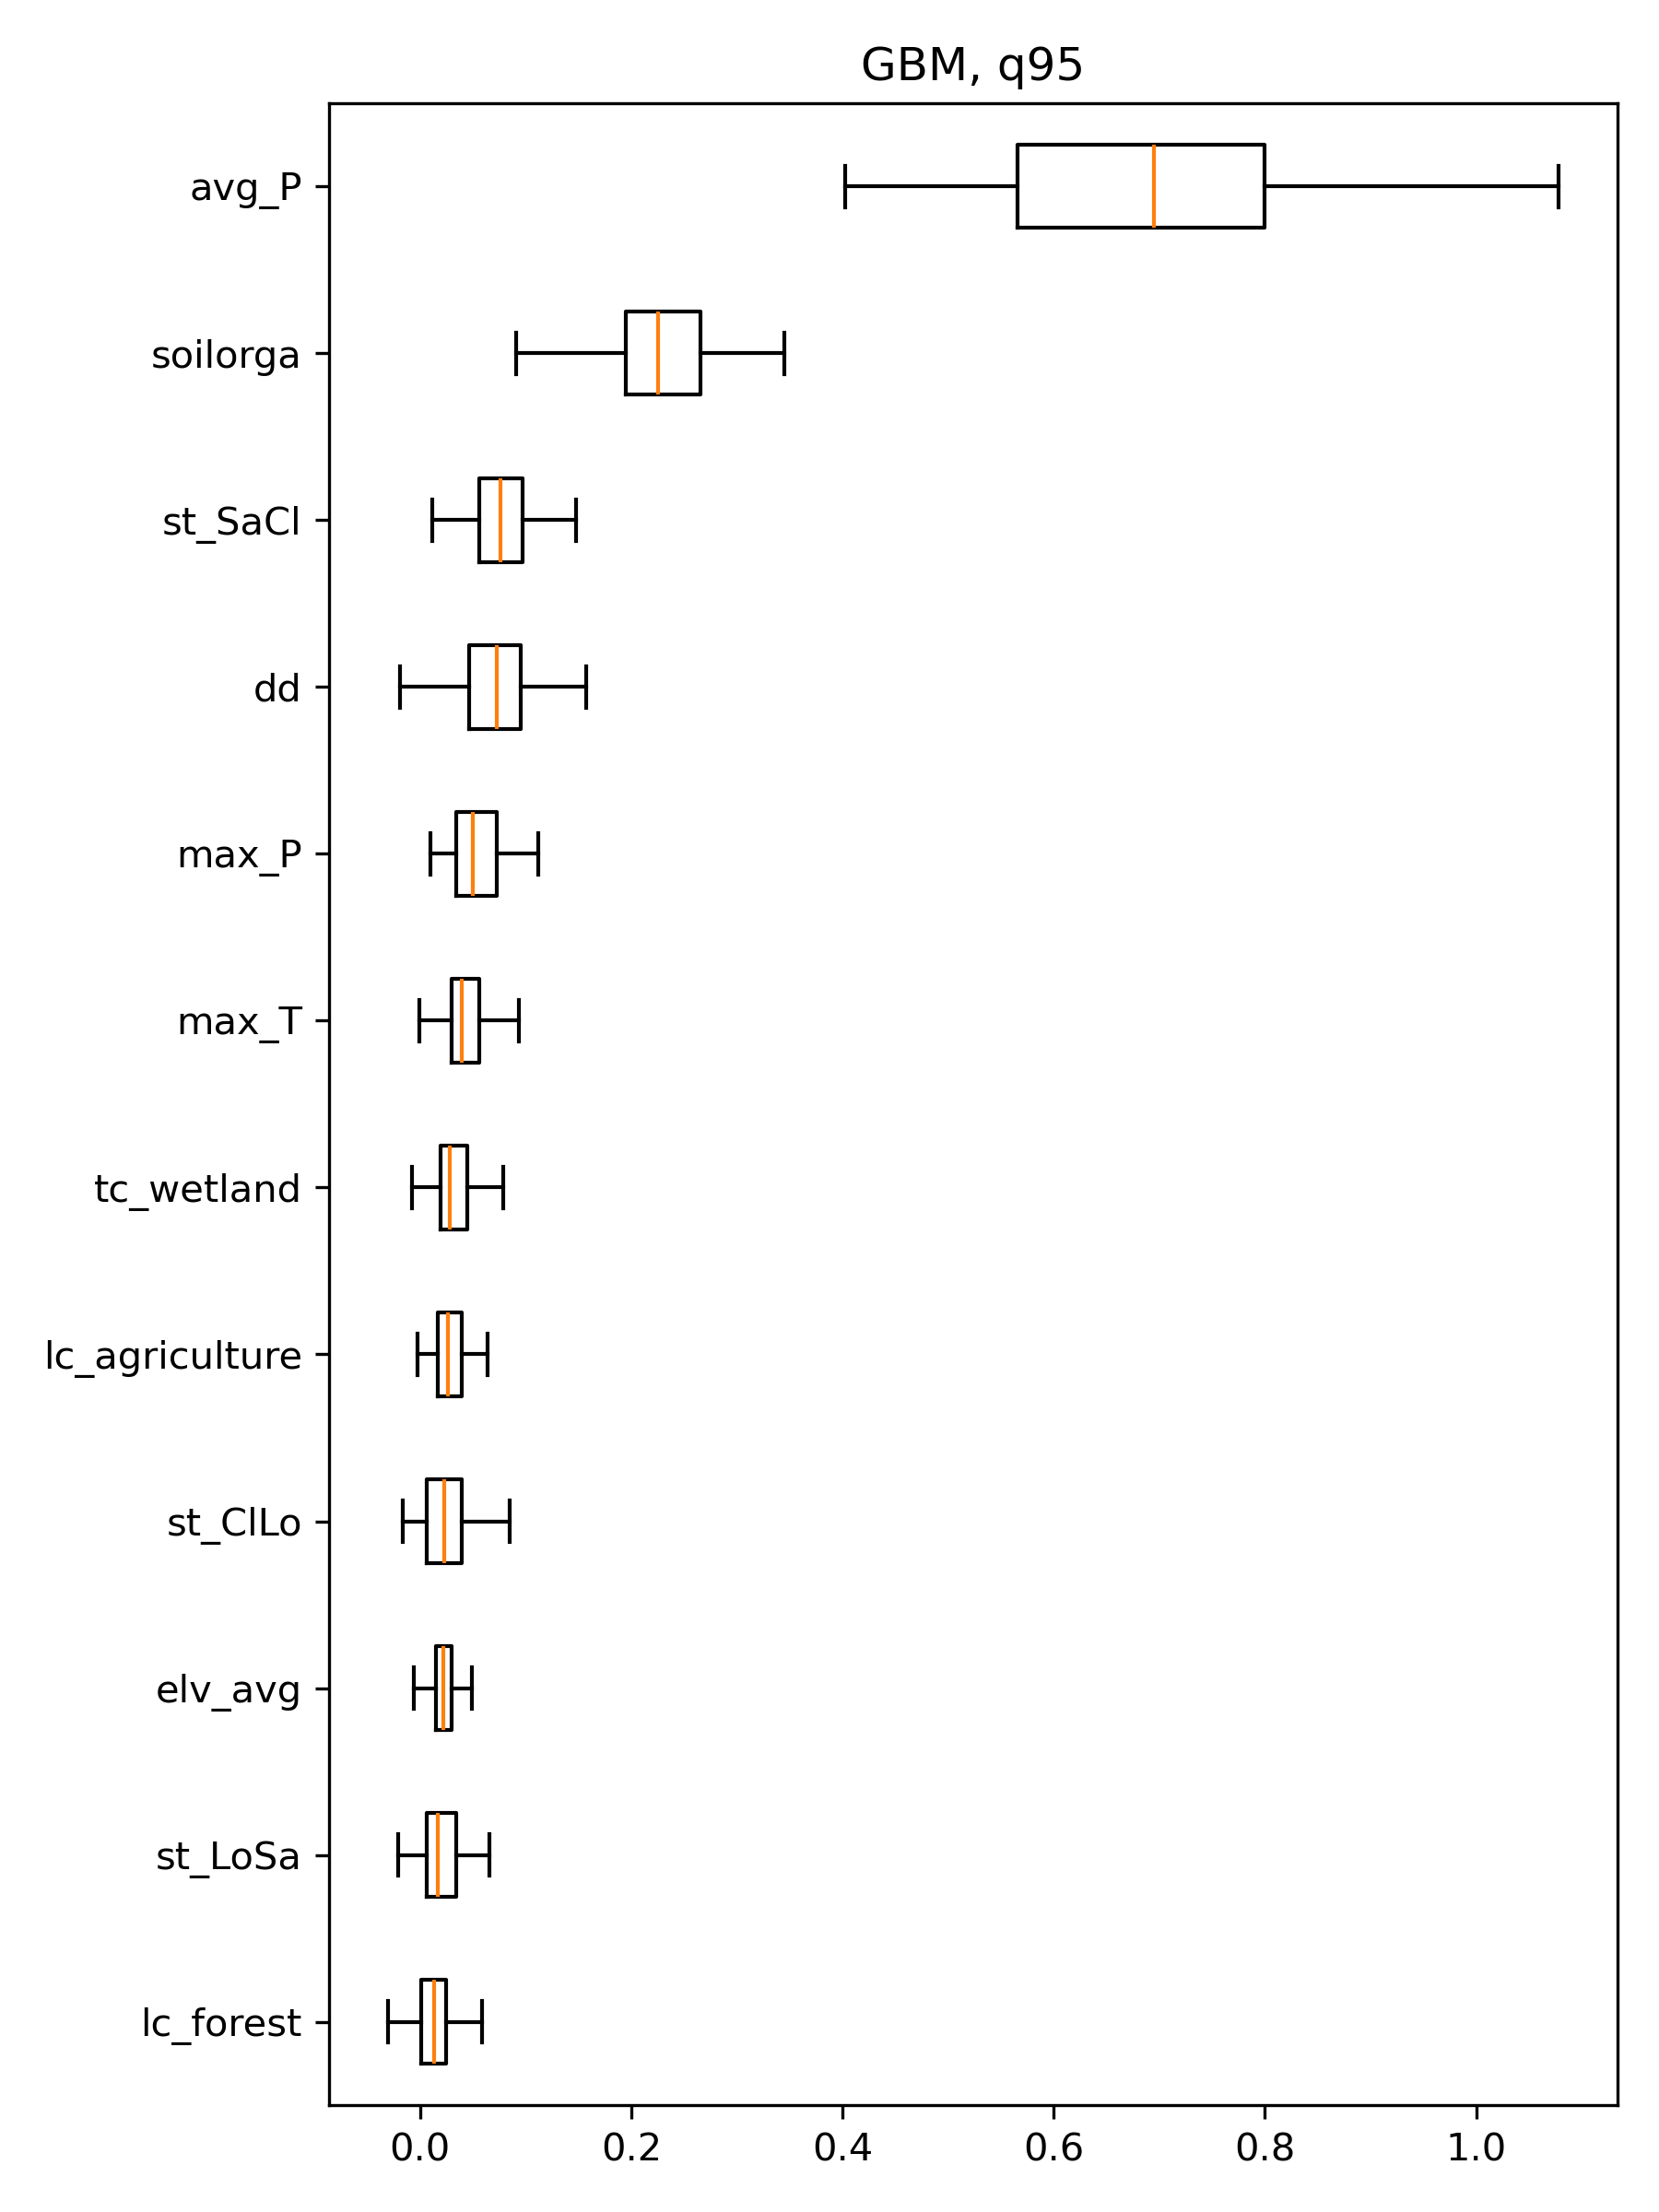 GBM, q95
avg_P
soilorga
st_SaCl
dd
max_P
max_T
tc_wetland
lc_agriculture
st_ClLo
elv_avg
st_LoSa
lc_forest
0.0 0.2 0.4 0.6 0.8 1.0